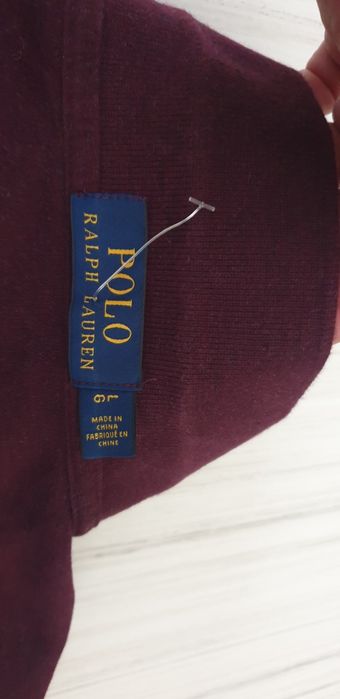 POLO
RALPH LAUREN
L
G
MADE IN
CHINA
FABRIQUÉ EN
CHINE